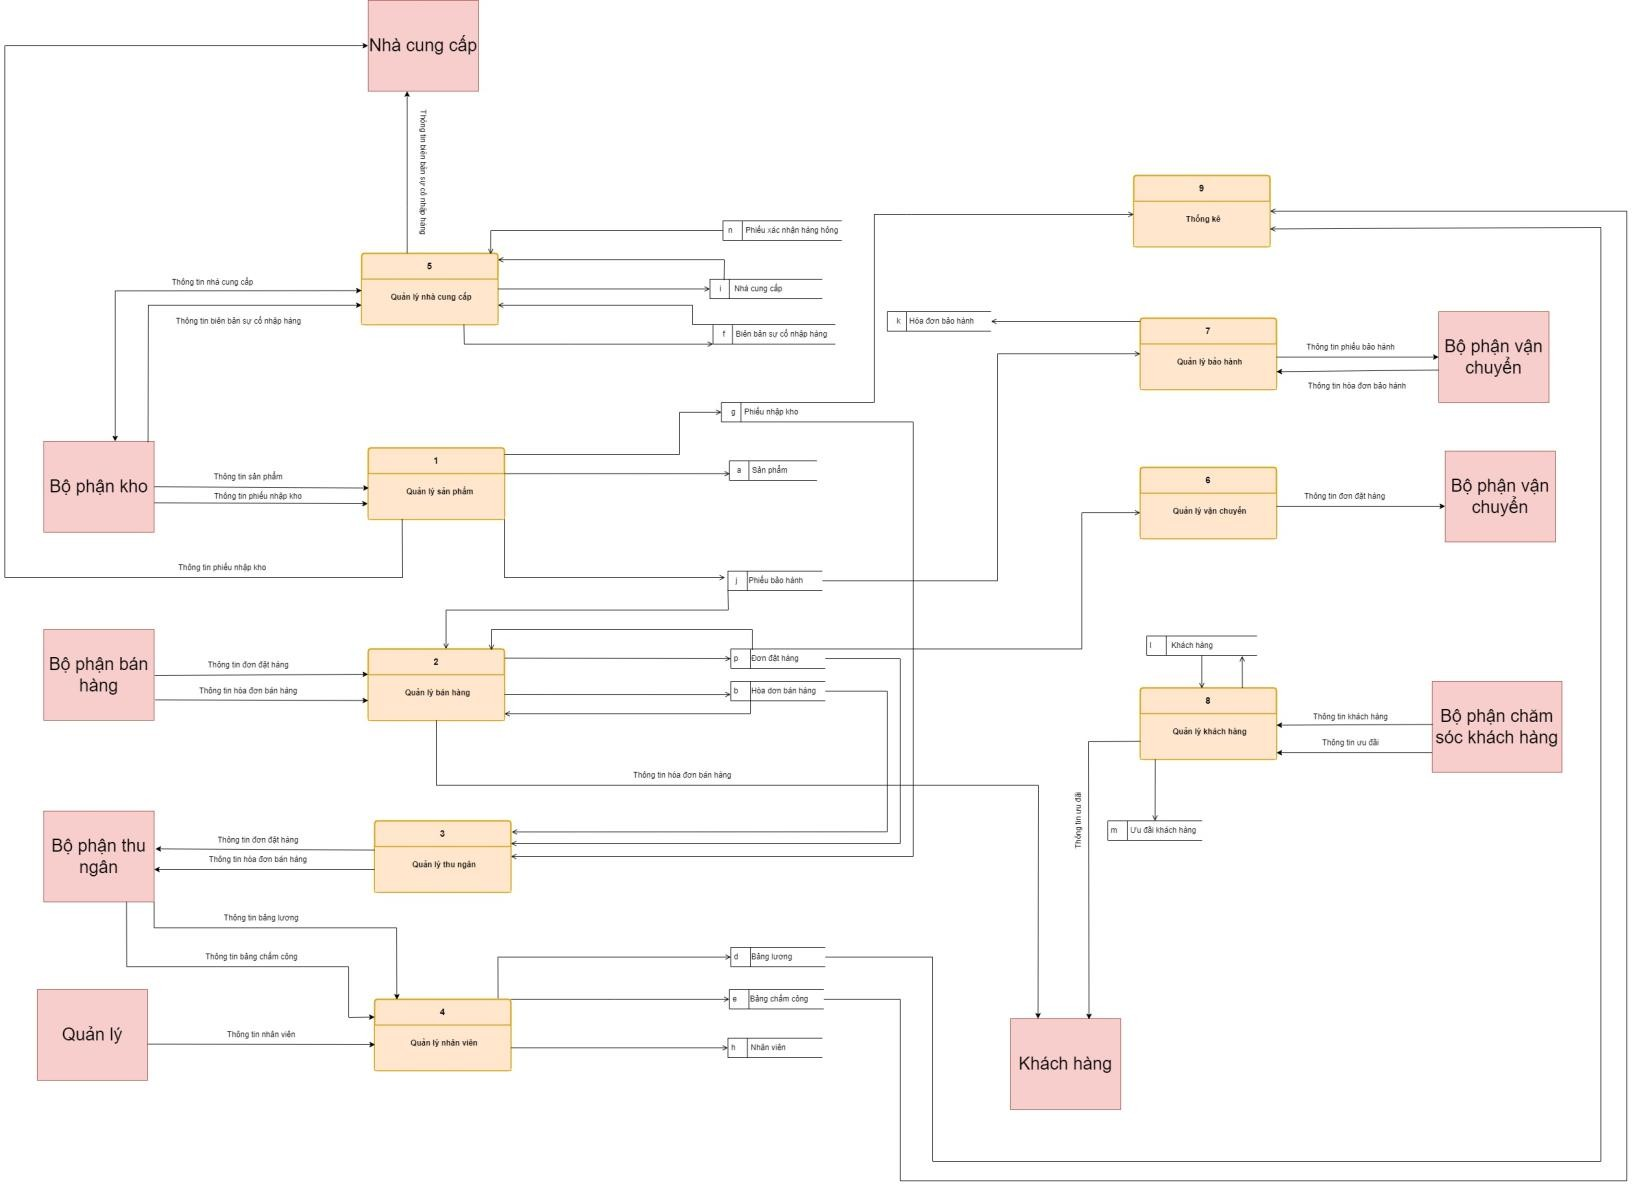 Nhà cung cấp
Thông tin biên bản sự cố nhập hàng
9
Thống kê
n
Phiếu xác nhận hàng hỏng
5
Quản lý nhà cung cấp
Thông tin nhà cung cấp
Thông tin biên bản sự cố nhập hàng
i
Nhà cung cấp
f
Biên bản sự cố nhập hàng
k
Hóa đơn bảo hành
7
Quản lý bảo hành
Thông tin phiếu bảo hành
Thông tin hóa đơn bảo hành
Bộ phận vận
chuyển
g
Phiếu nhập kho
Bộ phận kho
Thông tin sản phẩm
Thông tin phiếu nhập kho
1
Quản lý sản phẩm
a
Sản phẩm
6
Quản lý vận chuyển
Thông tin đơn đặt hàng
Bộ phận vận
chuyển
Thông tin phiếu nhập kho
j
Phiếu bảo hành
Bộ phận bán
hàng
Thông tin đơn đặt hàng
Thông tin hóa đơn bán hàng
2
Quản lý bán hàng
p
Đơn đặt hàng
b
Hóa dơn bán hàng
l
Khách hàng
8
Quản lý khách hàng
Thông tin khách hàng
Thông tin ưu đãi
Bộ phận chăm
sóc khách hàng
Thông tin hóa đơn bán hàng
Thông tin ưu đãi
m
Ưu đãi khách hàng
Bộ phận thu
ngân
Thông tin đơn đặt hàng
Thông tin hóa đơn bán hàng
3
Quản lý thu ngân
Thông tin bảng lương
Thông tin bảng chấm công
d
Bảng lương
Quản lý
Thông tin nhân viên
4
Quản lý nhân viên
e
Bảng chấm công
h
Nhân viên
Khách hàng